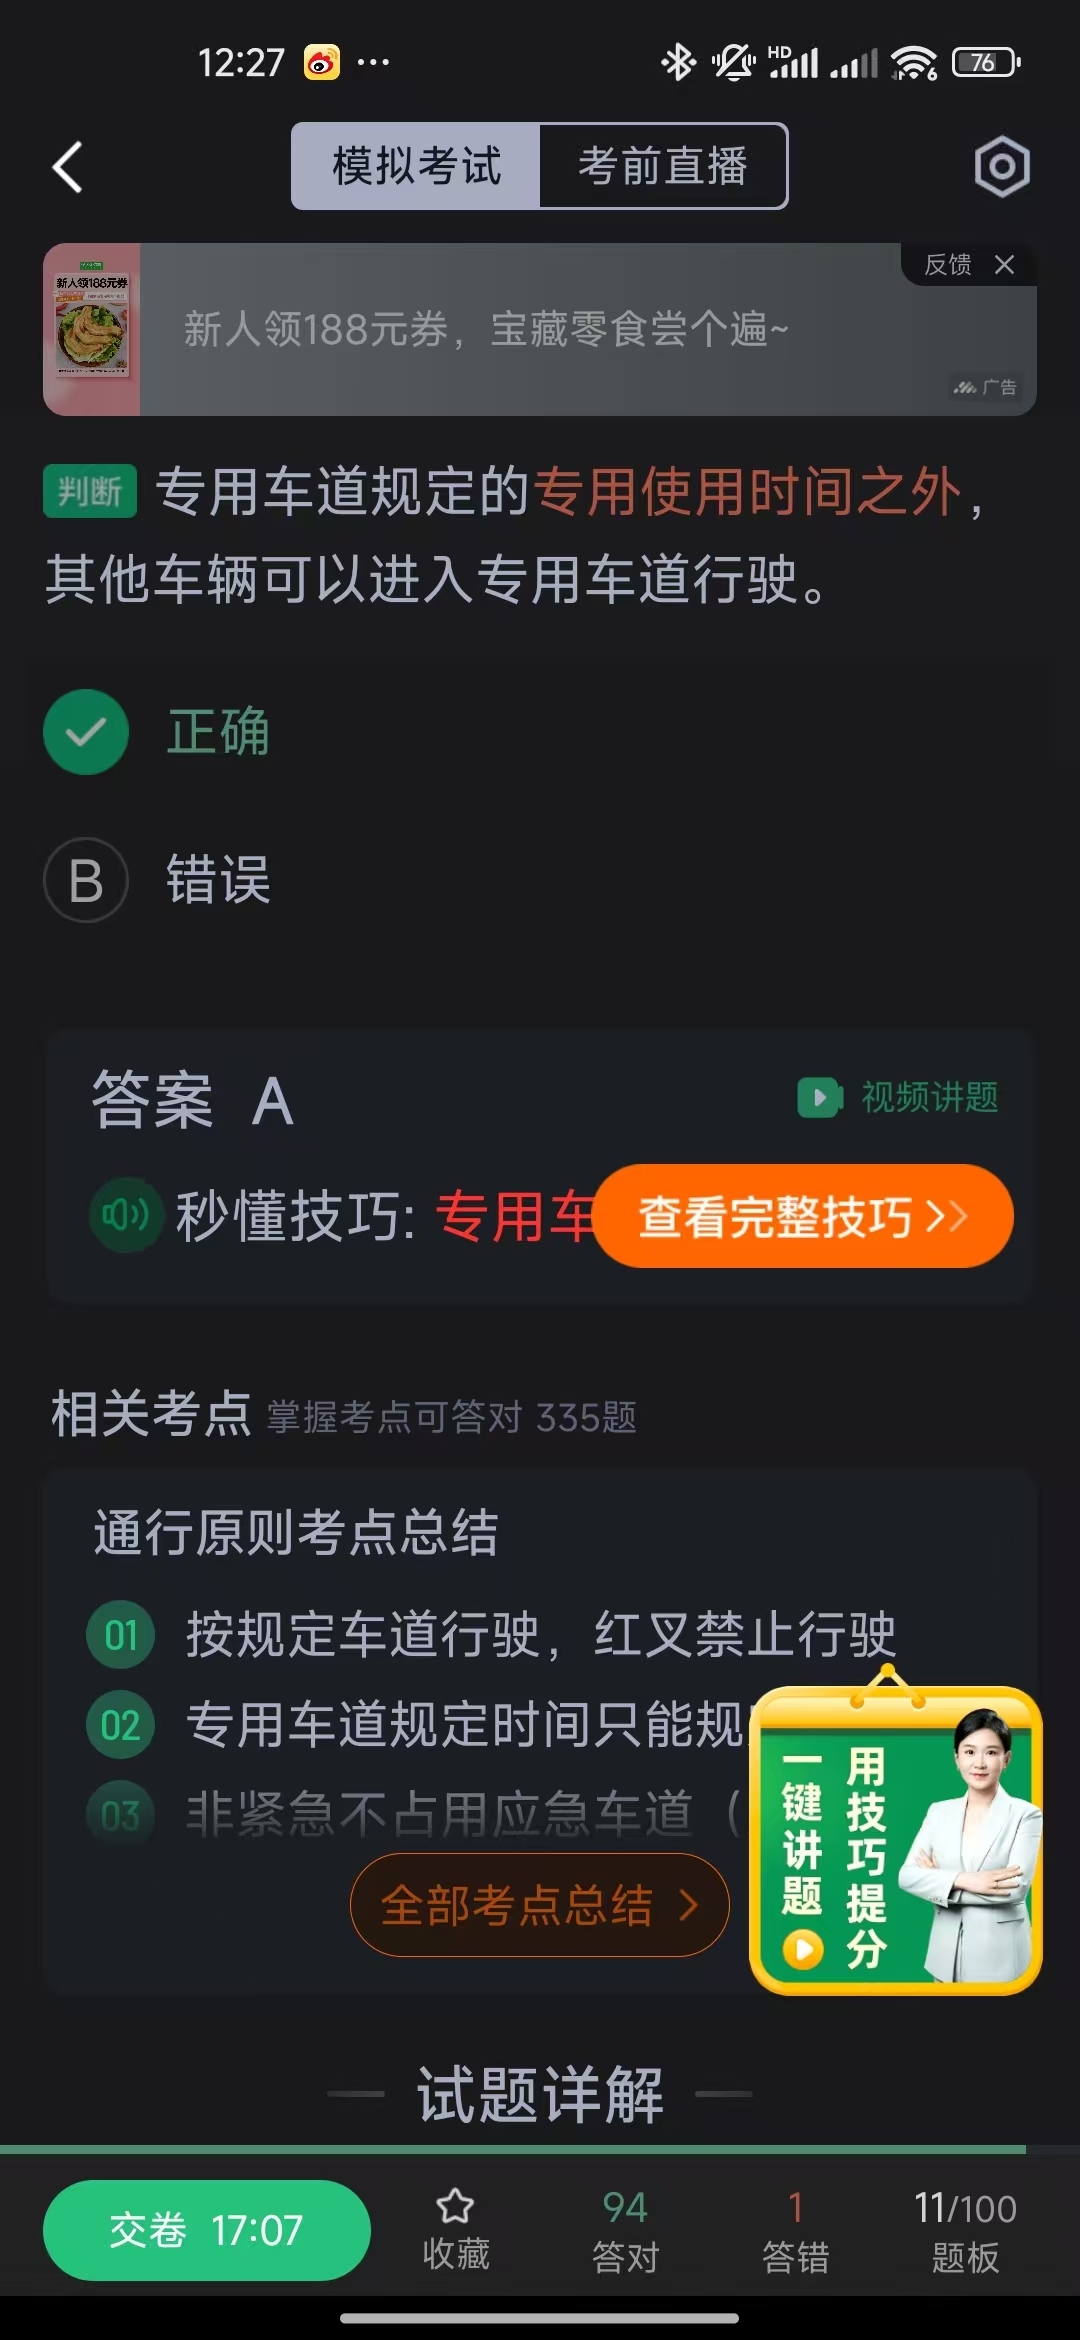 12:27 ···
HD
6
76
模拟考试 考前直播
新人领188元券
新人领188元券，宝藏零食尝个遍~
反馈 ×
广告
判断 专用车道规定的专用使用时间之外，
其他车辆可以进入专用车道行驶。
正确
B 错误
答案 A
视频讲题
秒懂技巧: 专用车
查看完整技巧
相关考点 掌握考点可答对 335题
通行原则考点总结
01 按规定车道行驶，红叉禁止行驶
02 专用车道规定时间只能规
03 非紧急不占用应急车道（
全部考点总结
一键讲题
用技巧提分
试题详解
交卷 17:07
收藏
94
答对
1
答错
11/100
题板